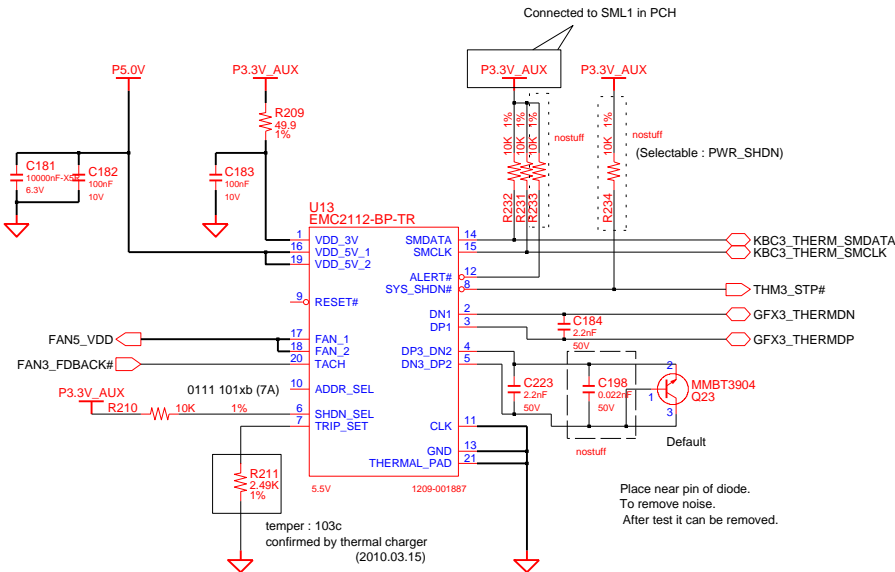 Connected to SML1 in PCH
P5.0V
P3.3V_AUX
P3.3V_AUX
P3.3V_AUX
R209
49.9
1%
10K 1%
10K 1%
10K 1%
nostuff
10K 1%
nostuff
(Selectable : PWR_SHDN)
C181
10000nF-X5R
6.3V
C182
100nF
10V
C183
100nF
10V
R232
R231
R233
R234
U13
EMC2112-BP-TR
1 VDD_3V
16 VDD_5V_1
19 VDD_5V_2
9 RESET#
17 FAN_1
18 FAN_2
20 TACH
10 ADDR_SEL
6 SHDN_SEL
7 TRIP_SET
SMDATA 14
SMCLK 15
ALERT# 12
SYS_SHDN# 8
DN1 2
DP1 3
DP3_DN2 4
DN3_DP2 5
CLK 11
GND 13
THERMAL_PAD 21
5.5V
1209-001887
KBC3_THERM_SMDATA
KBC3_THERM_SMCLK
THM3_STP#
GFX3_THERMDN
GFX3_THERMDP
FAN5_VDD
FAN3_FDBACK#
C184
2.2nF
50V
C223
2.2nF
50V
C198
0.022nF
50V
nostuff
2
1
3
MMBT3904
Q23
Default
P3.3V_AUX
0111 101xb (7A)
R210
10K
1%
R211
2.49K
1%
temper : 103c
confirmed by thermal charger
(2010.03.15)
Place near pin of diode.
To remove noise.
After test it can be removed.